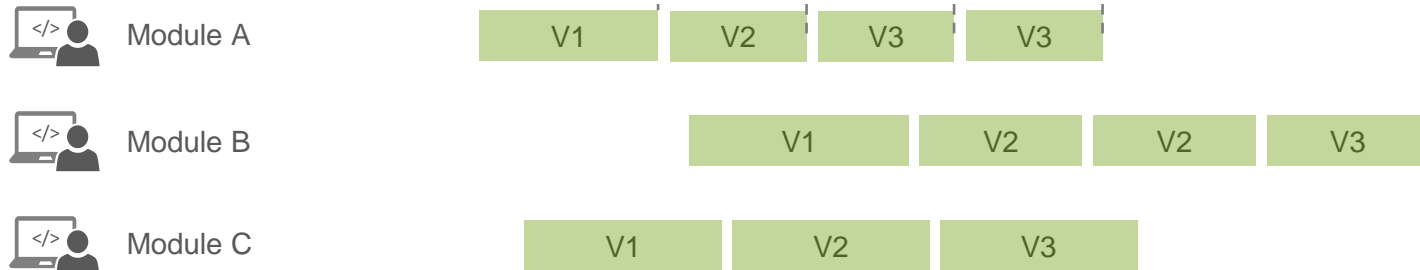 </> Module A V1 V2 V3 V3
</> Module B V1 V2 V2 V3
</> Module C V1 V2 V3